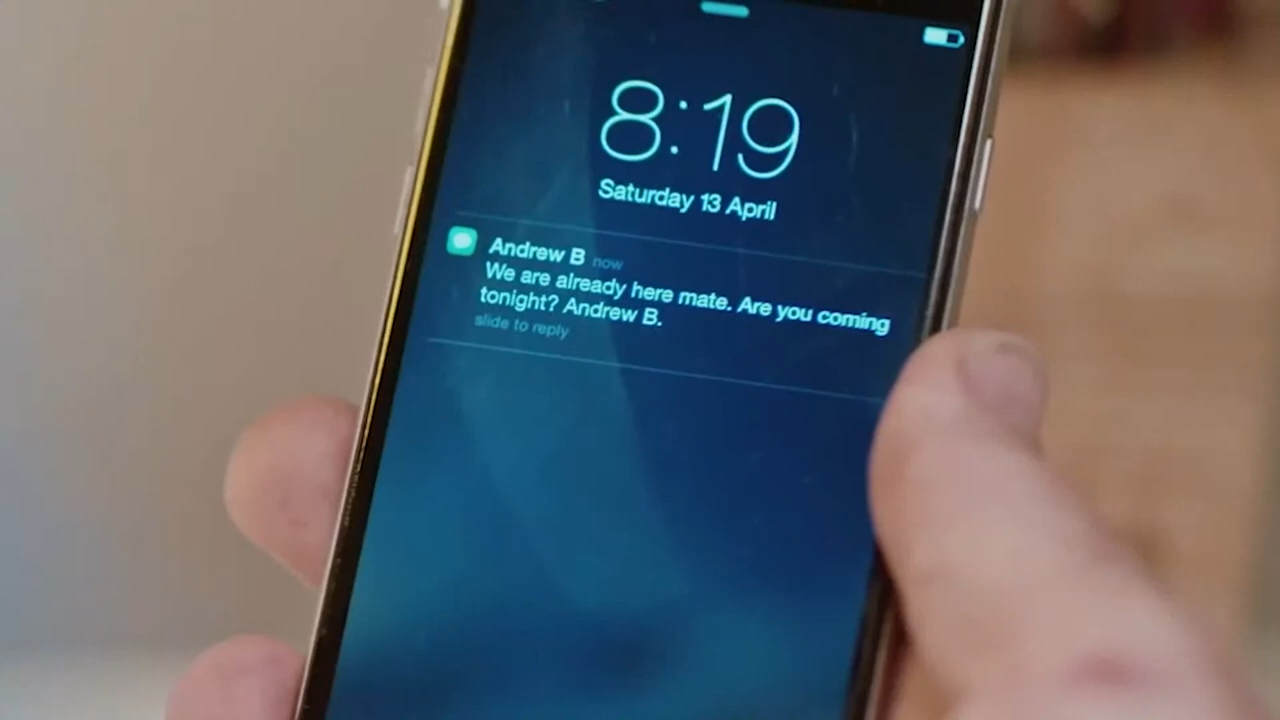 8:19
Saturday 13 April
Andrew B now
We are already here mate. Are you coming
tonight? Andrew B.
slide to reply